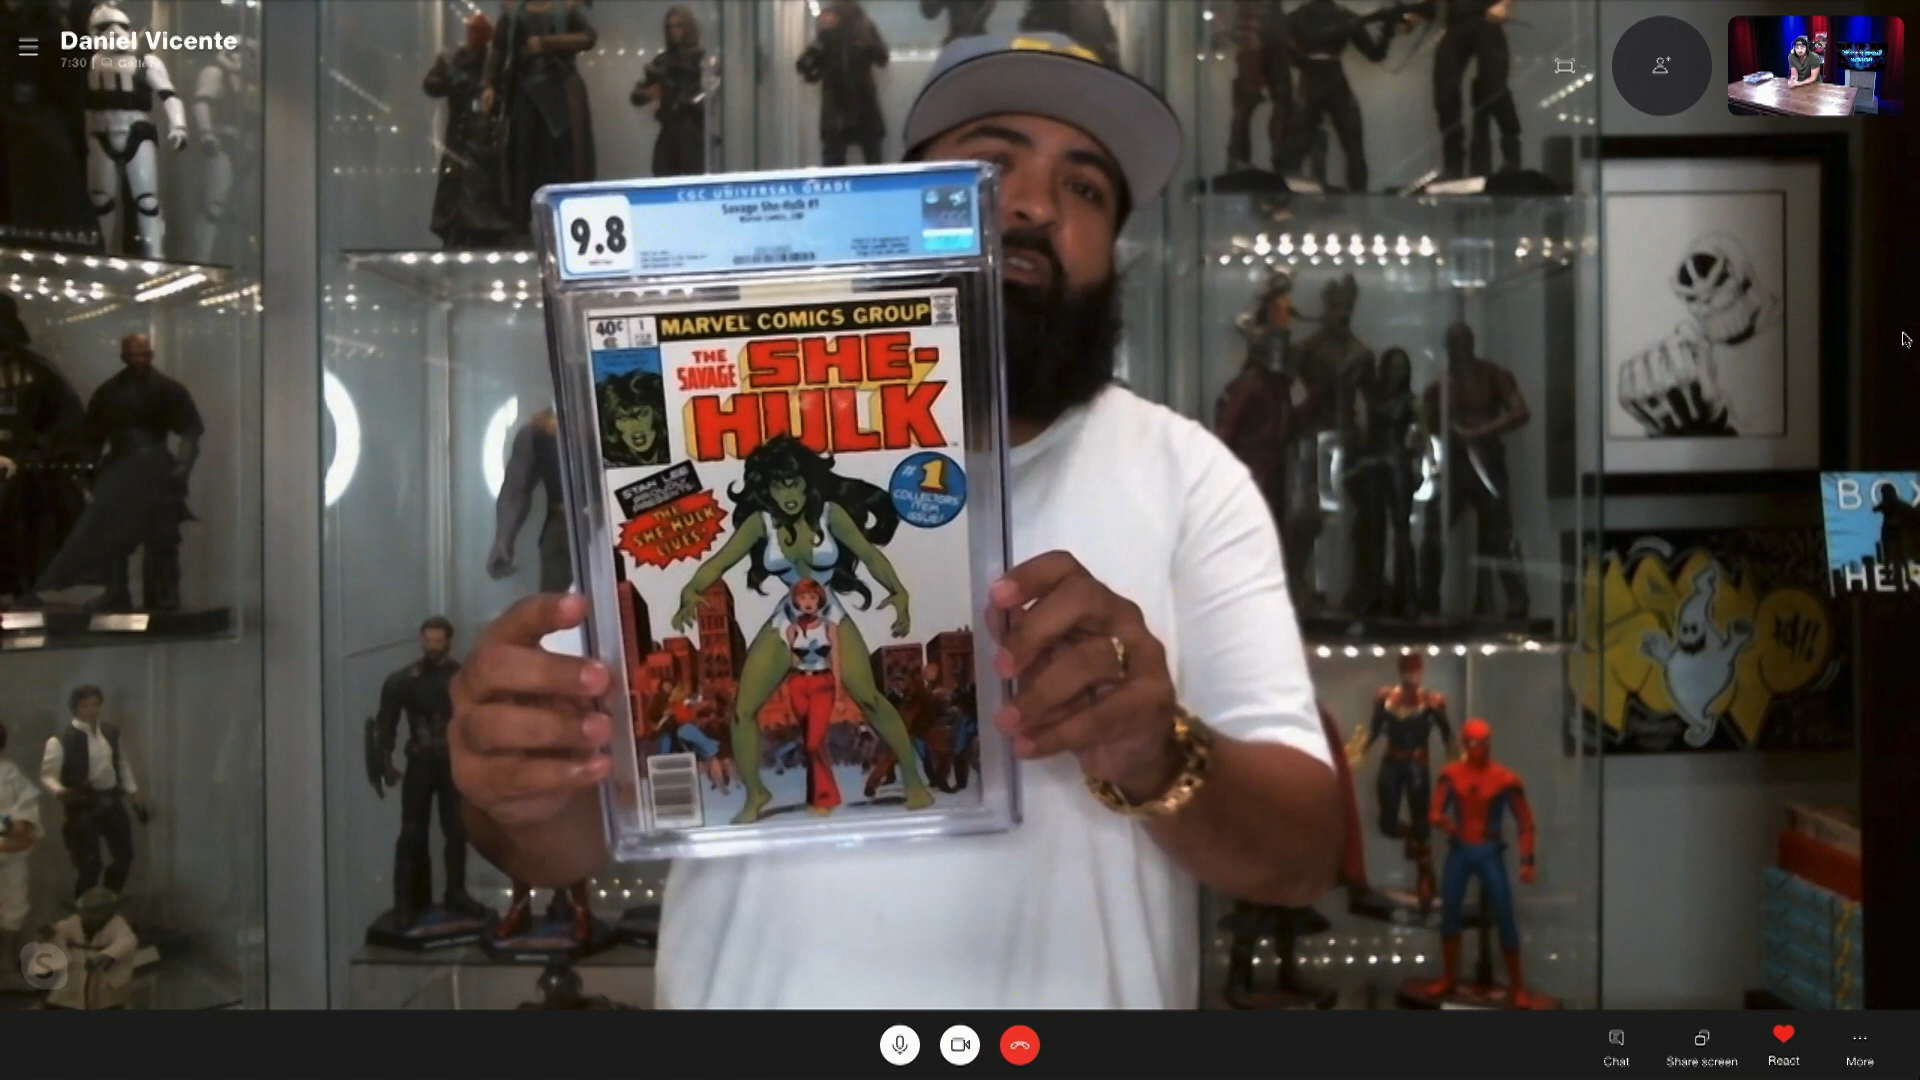 Daniel Vicente
7:30 | Gallery
CGC UNIVERSAL GRADE
9.8
Savage She-Hulk #1
CGC
40¢
1
MARVEL COMICS GROUP
THE
SAVAGE
SHE-
HULK
STAN LEE
PROUDLY
PRESENTS:
THE
SHE-HULK
LIVES
#1
COLLECTORS'
ITEM
ISSUE!
BOX
HER
S
Chat
Share screen
React
More